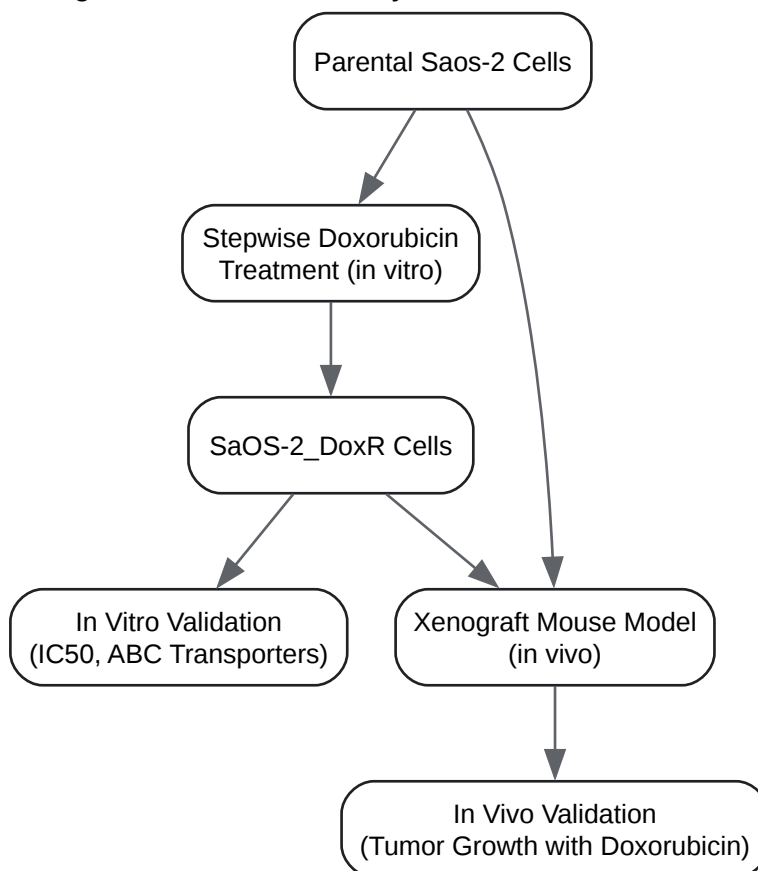 Parental Saos-2 Cells
Stepwise Doxorubicin
Treatment (in vitro)
SaOS-2_DoxR Cells
In Vitro Validation
(IC50, ABC Transporters)
Xenograft Mouse Model
(in vivo)
In Vivo Validation
(Tumor Growth with Doxorubicin)